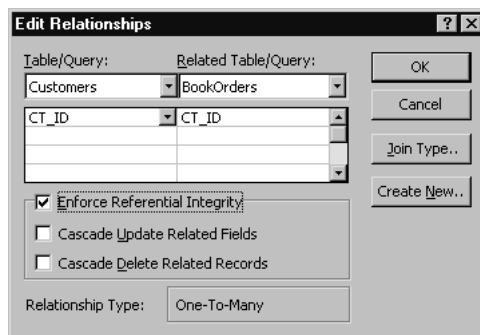 Edit Relationships ? ×
Table/Query: Related Table/Query: OK
Customers BookOrders
Cancel
CT_ID CT_ID
Join Type..
Enforce Referential Integrity Create New..
Cascade Update Related Fields
Cascade Delete Related Records
Relationship Type: One-To-Many